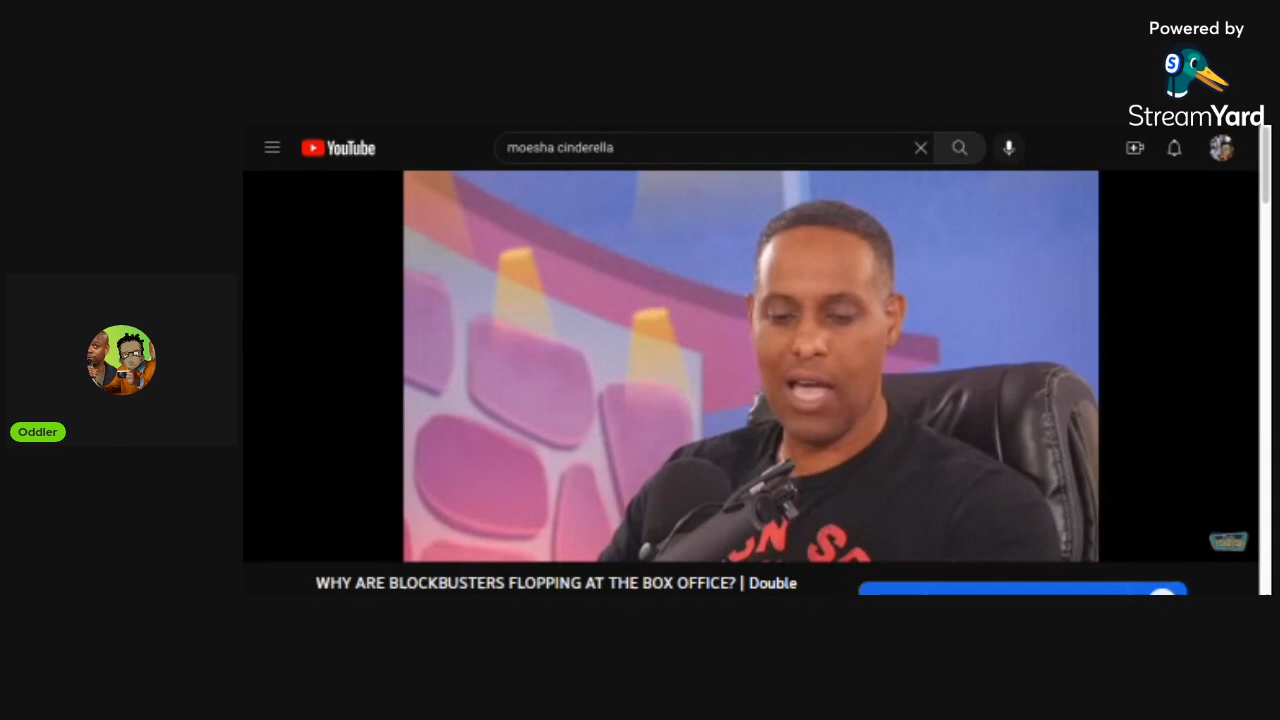 Powered by
S
StreamYard
YouTube
moesha cinderella
Oddler
WHY ARE BLOCKBUSTERS FLOPPING AT THE BOX OFFICE? | Double